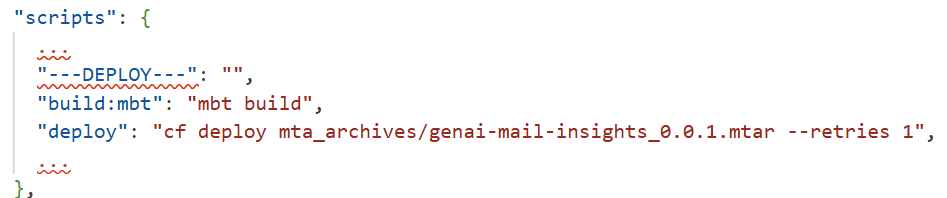 "scripts": {
...
"---DEPLOY---": "",
"build:mbt": "mbt build",
"deploy": "cf deploy mta_archives/genai-mail-insights_0.0.1.mtar --retries 1",
...
},